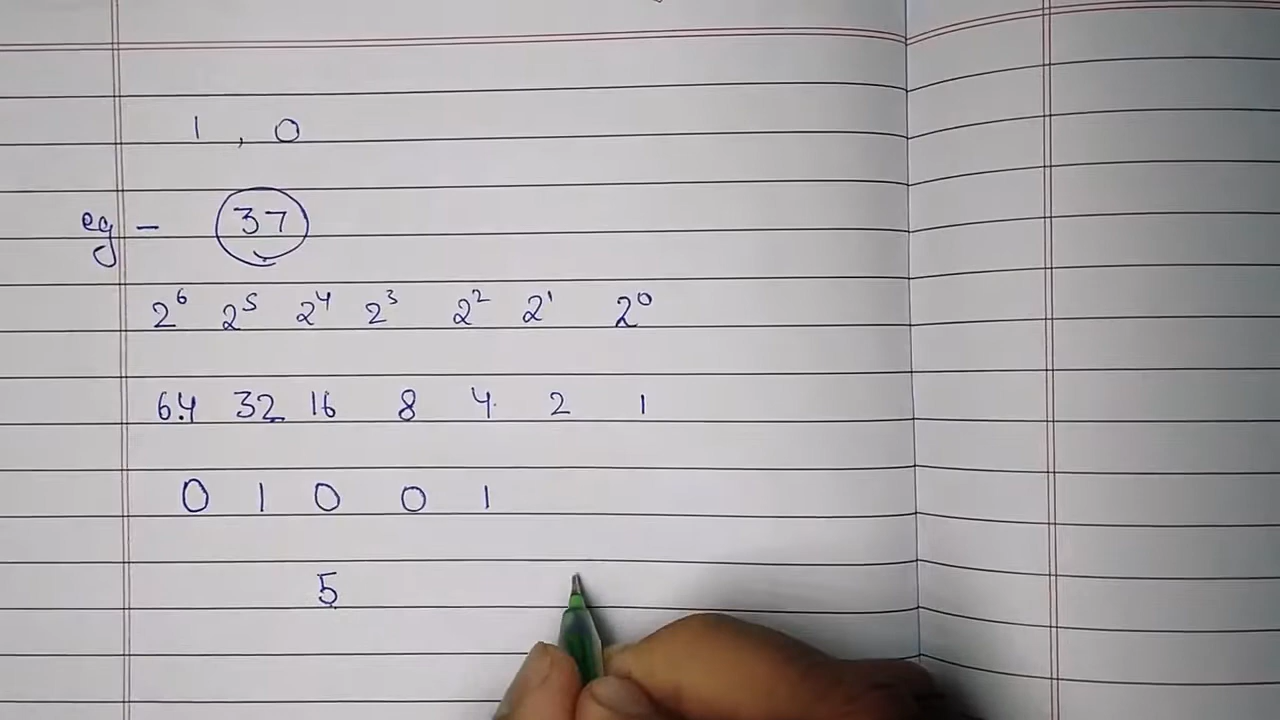 1 , 0
eg - 37
2⁶ 2⁵ 2⁴ 2³ 2² 2¹ 2⁰
64 32 16 8 4 2 1
0 1 0 0 1
5